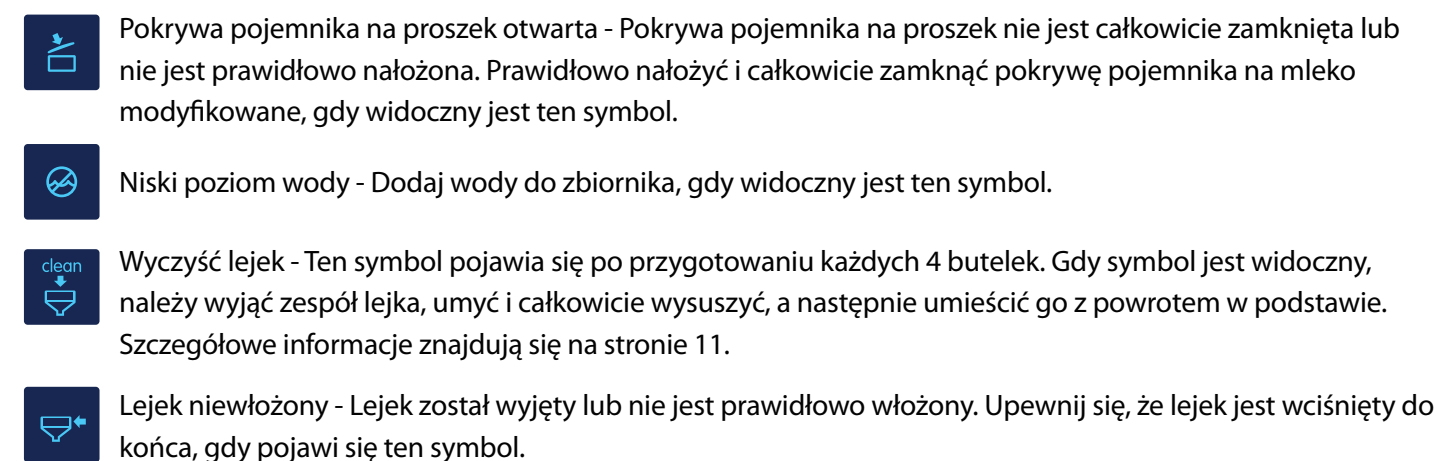 Pokrywa pojemnika na proszek otwarta - Pokrywa pojemnika na proszek nie jest całkowicie zamknięta lub
nie jest prawidłowo nałożona. Prawidłowo nałożyć i całkowicie zamknąć pokrywę pojemnika na mleko
modyfikowane, gdy widoczny jest ten symbol.
Niski poziom wody - Dodaj wody do zbiornika, gdy widoczny jest ten symbol.
clean
Wyczyść lejek - Ten symbol pojawia się po przygotowaniu każdych 4 butelek. Gdy symbol jest widoczny,
należy wyjąć zespół lejka, umyć i całkowicie wysuszyć, a następnie umieścić go z powrotem w podstawie.
Szczegółowe informacje znajdują się na stronie 11.
Lejek niewłożony - Lejek został wyjęty lub nie jest prawidłowo włożony. Upewnij się, że lejek jest wciśnięty do
końca, gdy pojawi się ten symbol.